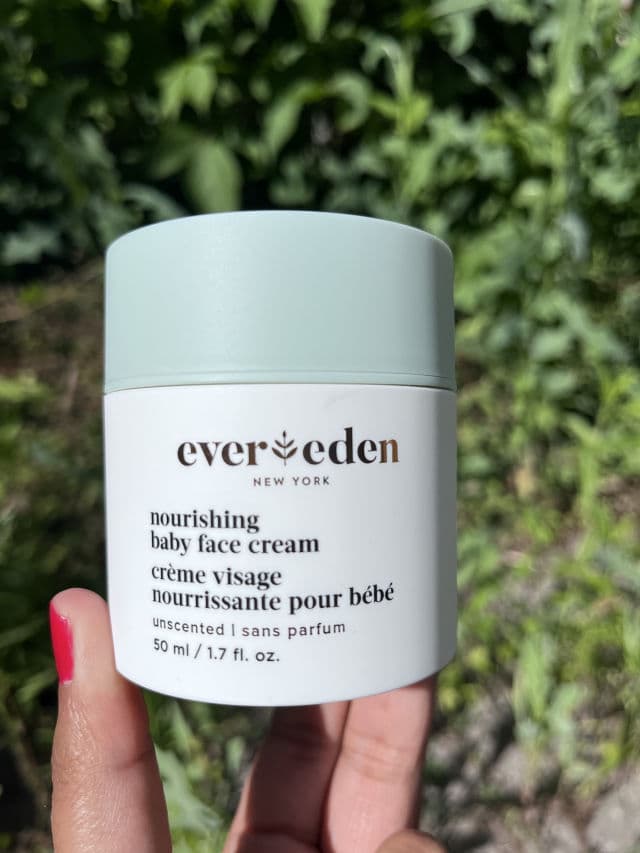 ever eden
NEW YORK
nourishing
baby face cream
crème visage
nourrissante pour bébé
unscented | sans parfum
50 ml / 1.7 fl. oz.